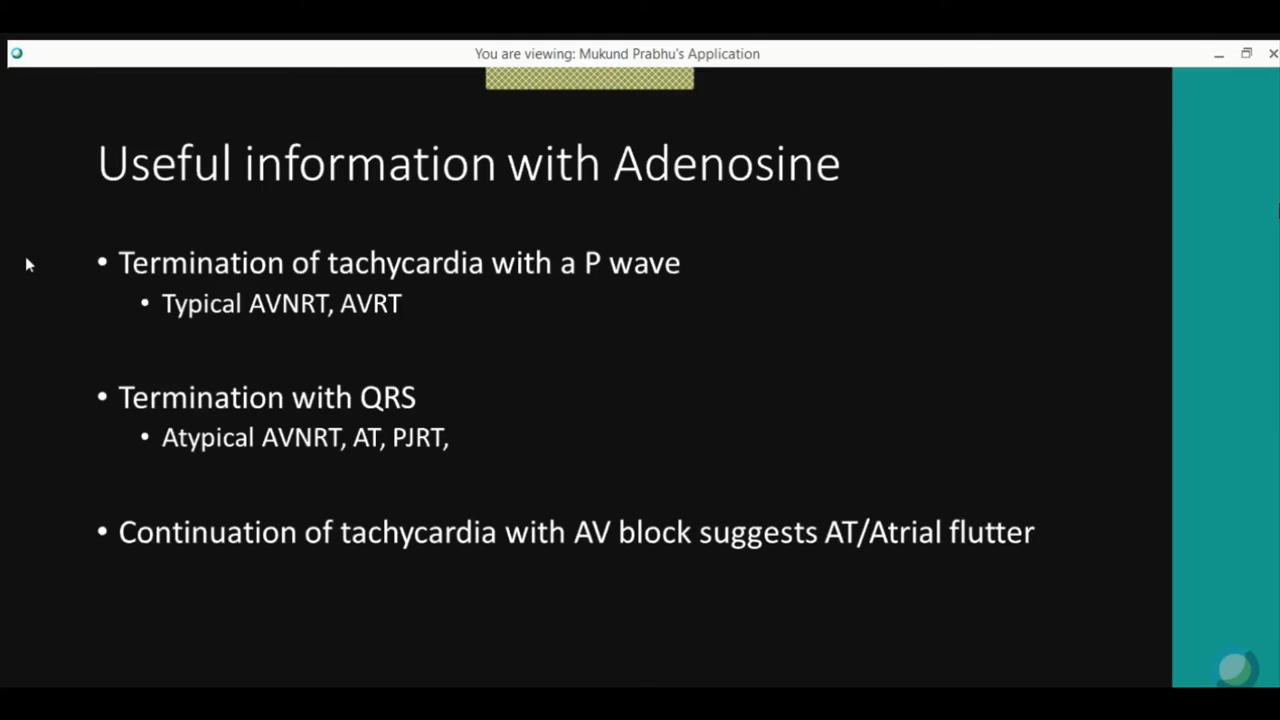 You are viewing: Mukund Prabhu's Application
Useful information with Adenosine
• Termination of tachycardia with a P wave
• Typical AVNRT, AVRT
• Termination with QRS
• Atypical AVNRT, AT, PJRT,
• Continuation of tachycardia with AV block suggests AT/Atrial flutter